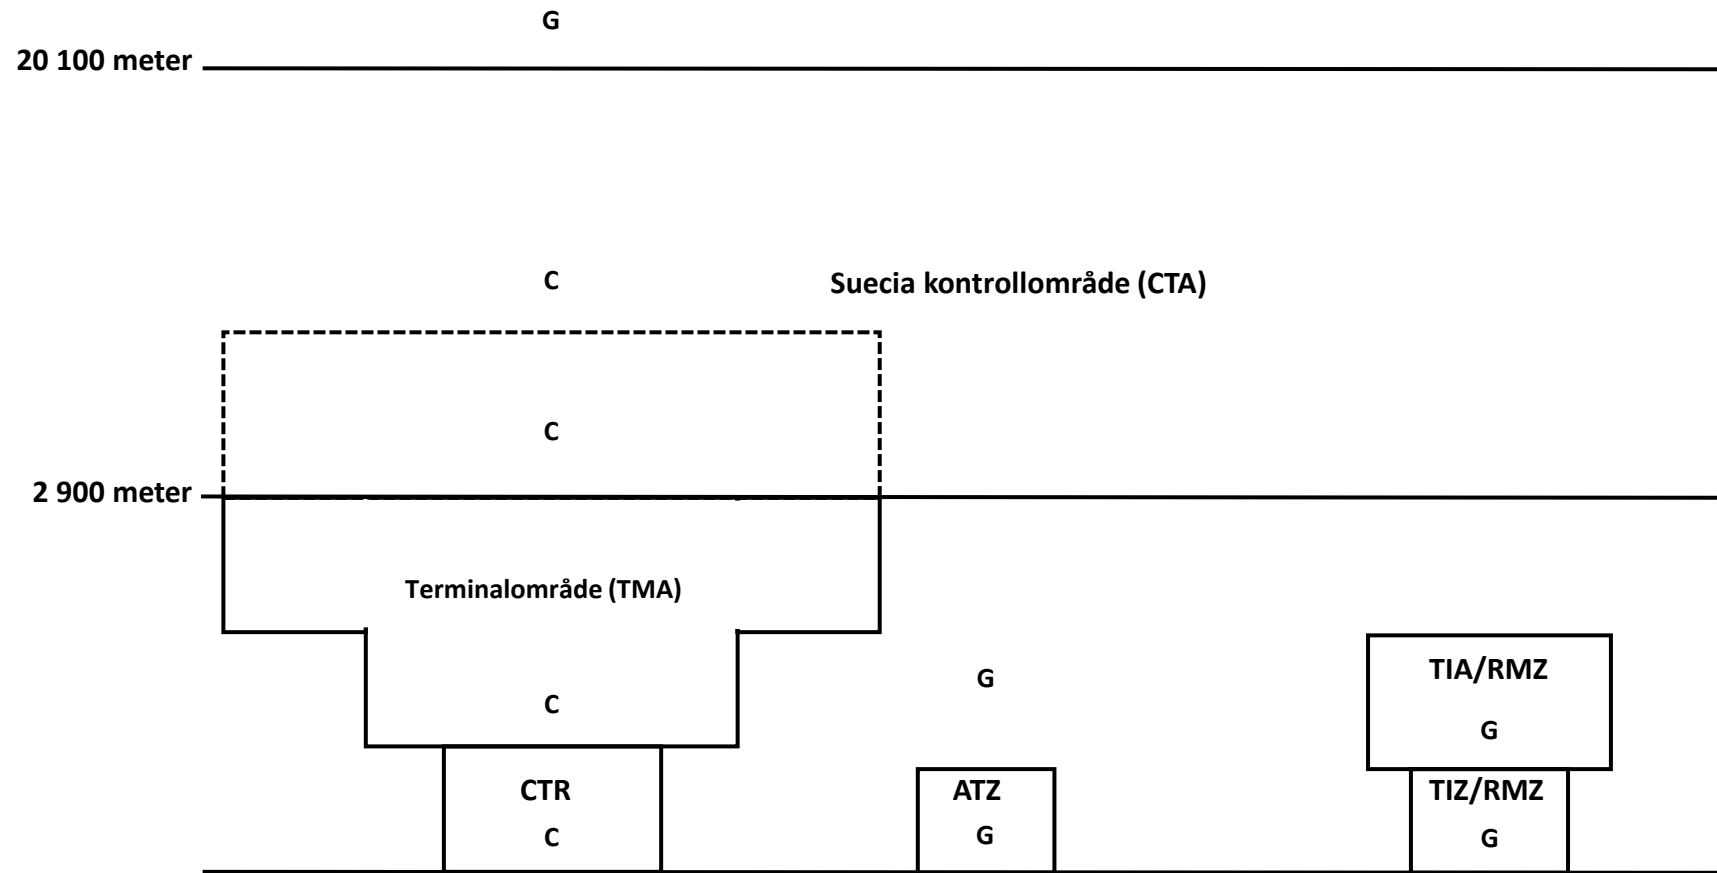 G
20 100 meter
C
Suecia kontrollområde (CTA)
C
2 900 meter
Terminalområde (TMA)
C
G
TIA/RMZ
G
CTR
C
ATZ
G
TIZ/RMZ
G